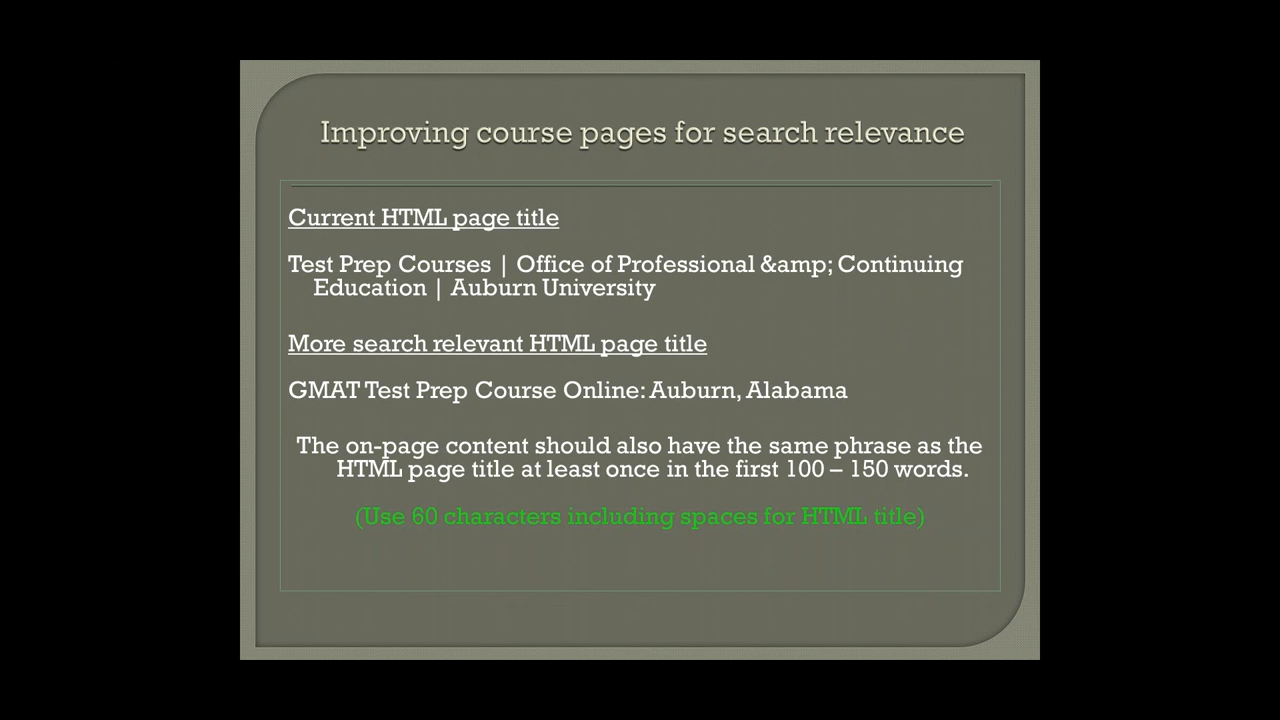 Improving course pages for search relevance
Current HTML page title
Test Prep Courses | Office of Professional &amp; Continuing
Education | Auburn University
More search relevant HTML page title
GMAT Test Prep Course Online: Auburn, Alabama
The on-page content should also have the same phrase as the
HTML page title at least once in the first 100 – 150 words.
(Use 60 characters including spaces for HTML title)